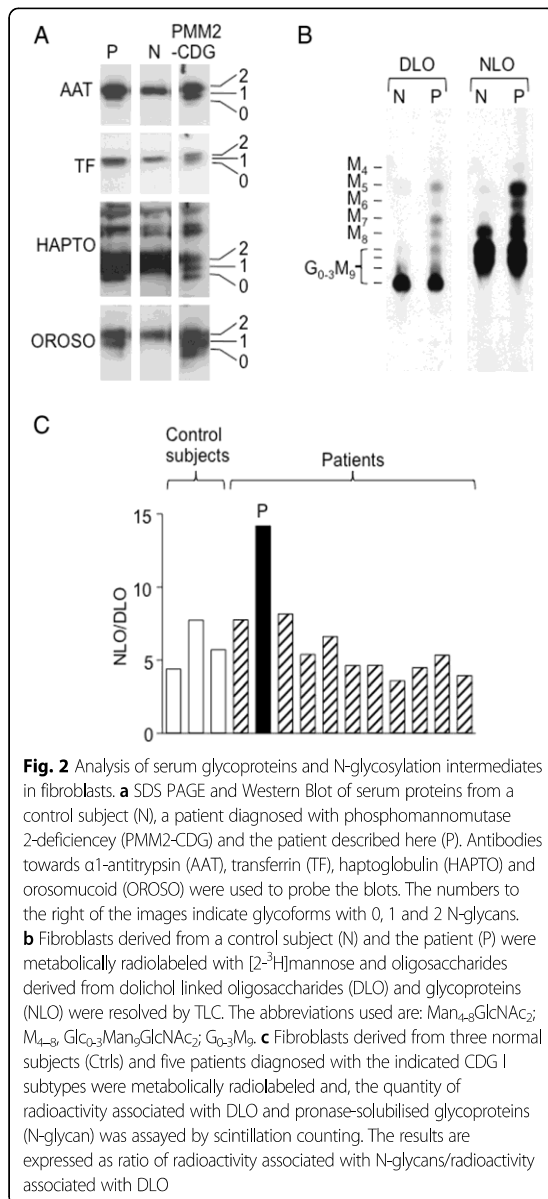 A
P N PMM2
-CDG
AAT
2
1
0
TF
2
1
0
HAPTO
2
1
0
OROSO
2
1
0
B
DLO NLO
N P N P
M4
M5
M6
M7
M8
G0-3M9
C
Control
subjects
Patients
P
15
10
5
0
NLO/DLO
Fig. 2 Analysis of serum glycoproteins and N-glycosylation intermediates
in fibroblasts. a SDS PAGE and Western Blot of serum proteins from a
control subject (N), a patient diagnosed with phosphomannomutase
2-deficiencey (PMM2-CDG) and the patient described here (P). Antibodies
towards α1-antitrypsin (AAT), transferrin (TF), haptoglobulin (HAPTO) and
orosomucoid (OROSO) were used to probe the blots. The numbers to
the right of the images indicate glycoforms with 0, 1 and 2 N-glycans.
b Fibroblasts derived from a control subject (N) and the patient (P) were
metabolically radiolabeled with [2-³H]mannose and oligosaccharides
derived from dolichol linked oligosaccharides (DLO) and glycoproteins
(NLO) were resolved by TLC. The abbreviations used are: Man4-8GlcNAc2;
M4–8, Glc0-3Man9GlcNAc2; G0-3M9. c Fibroblasts derived from three normal
subjects (Ctrls) and five patients diagnosed with the indicated CDG I
subtypes were metabolically radiolabeled and, the quantity of
radioactivity associated with DLO and pronase-solubilised glycoproteins
(N-glycan) was assayed by scintillation counting. The results are
expressed as ratio of radioactivity associated with N-glycans/radioactivity
associated with DLO